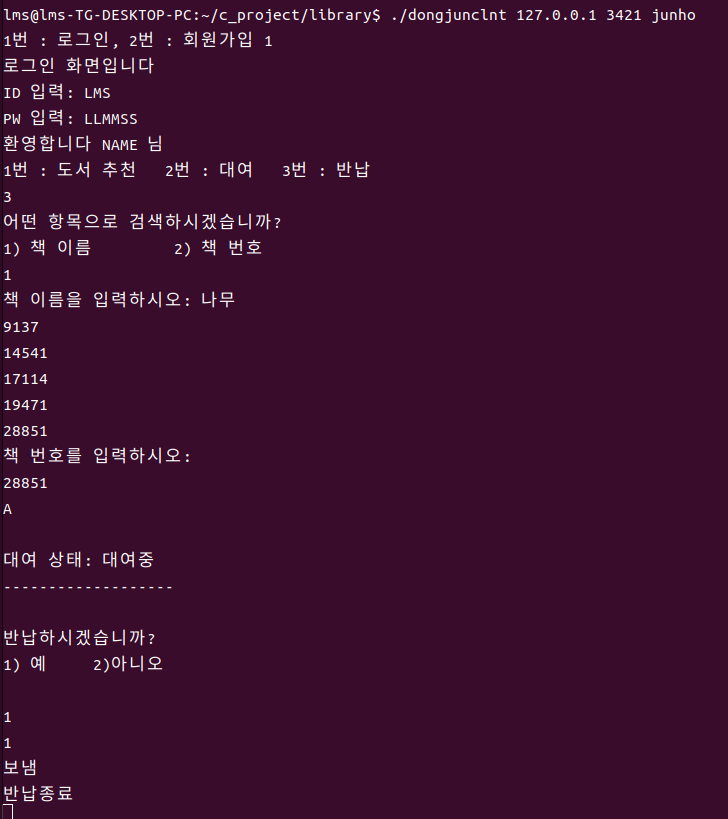 lms@lms-TG-DESKTOP-PC:~/c_project/library$ ./dongjunclnt 127.0.0.1 3421 junho
1번 : 로그인, 2번 : 회원가입 1
로그인 화면입니다
ID 입력: LMS
PW 입력: LLMMSS
환영합니다 NAME 님
1번 : 도서 추천   2번 : 대여   3번 : 반납
3
어떤 항목으로 검색하시겠습니까?
1) 책 이름         2) 책 번호
1
책 이름을 입력하시오: 나무
9137
14541
17114
19471
28851
책 번호를 입력하시오:
28851
A
대여 상태: 대여중
-------------------
반납하시겠습니까?
1) 예     2)아니오
1
1
보냄
반납종료